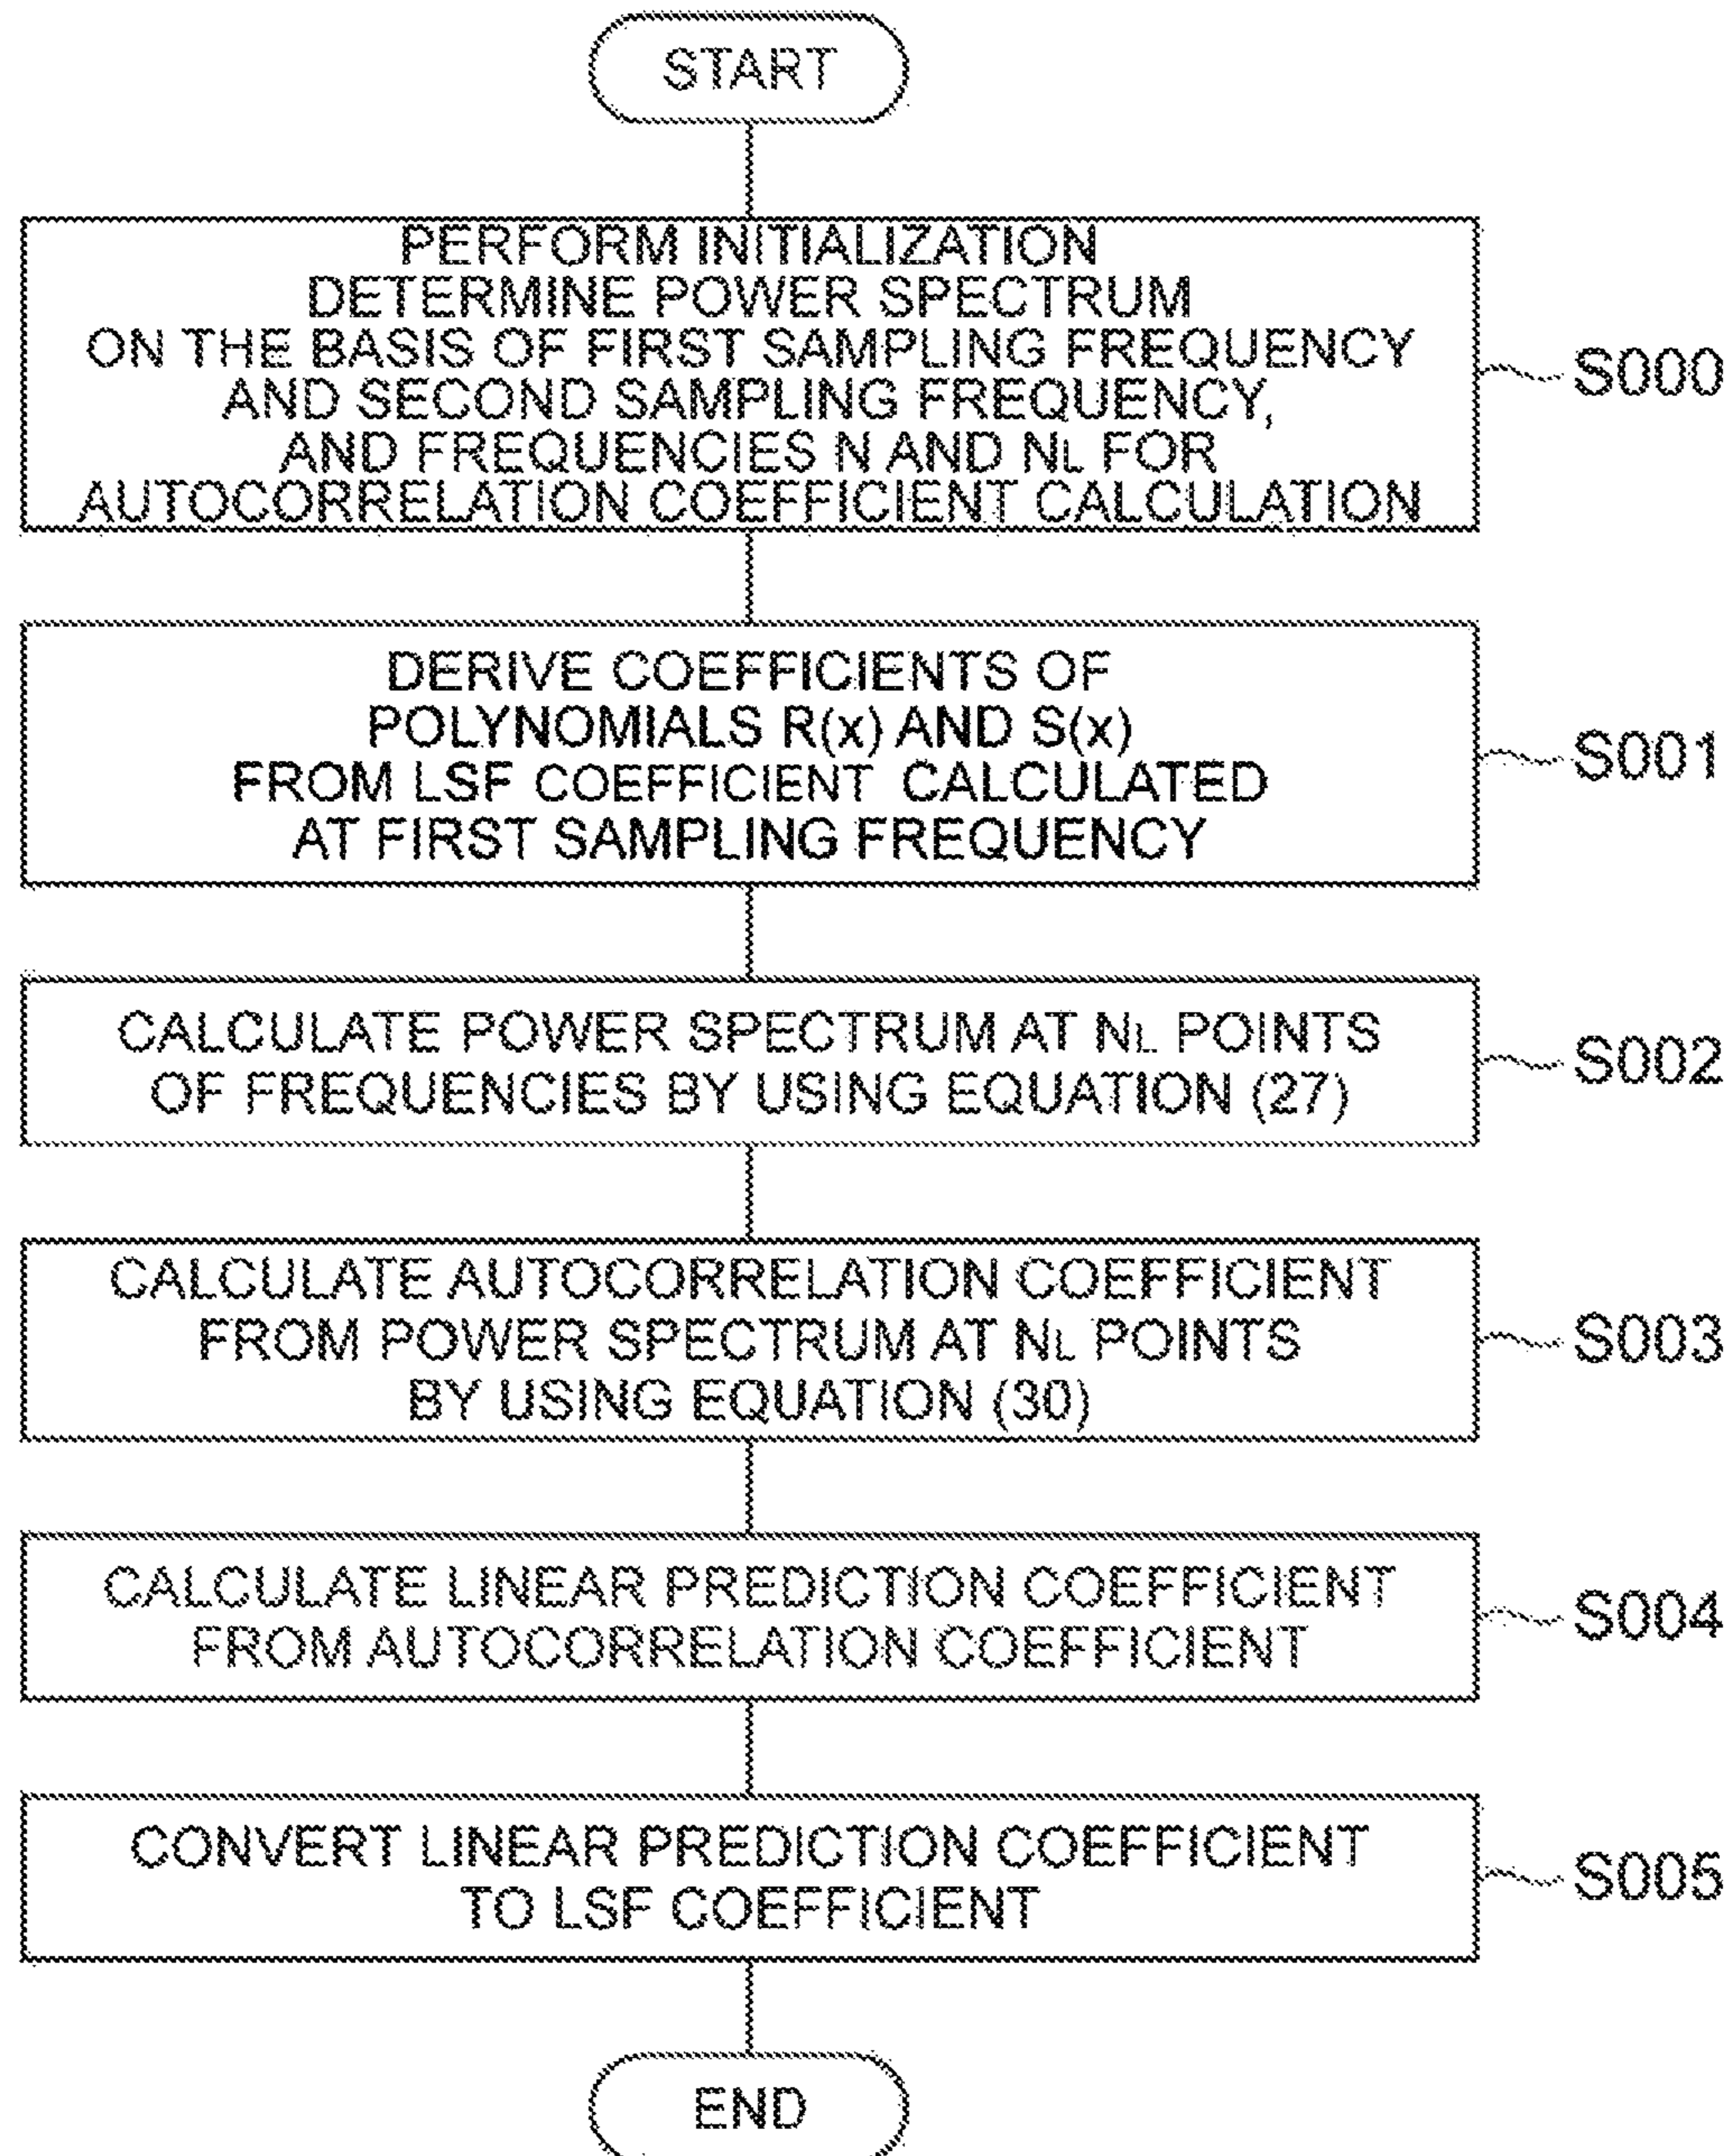 START
PERFORM INITIALIZATION
DETERMINE POWER SPECTRUM
ON THE BASIS OF FIRST SAMPLING FREQUENCY
AND SECOND SAMPLING FREQUENCY,
AND FREQUENCIES N AND NL FOR
AUTOCORRELATION COEFFICIENT CALCULATION
S000
DERIVE COEFFICIENTS OF
POLYNOMIALS R(x) AND S(x)
FROM LSF COEFFICIENT CALCULATED
AT FIRST SAMPLING FREQUENCY
S001
CALCULATE POWER SPECTRUM AT NL POINTS
OF FREQUENCIES BY USING EQUATION (27)
S002
CALCULATE AUTOCORRELATION COEFFICIENT
FROM POWER SPECTRUM AT NL POINTS
BY USING EQUATION (30)
S003
CALCULATE LINEAR PREDICTION COEFFICIENT
FROM AUTOCORRELATION COEFFICIENT
S004
CONVERT LINEAR PREDICTION COEFFICIENT
TO LSF COEFFICIENT
S005
END